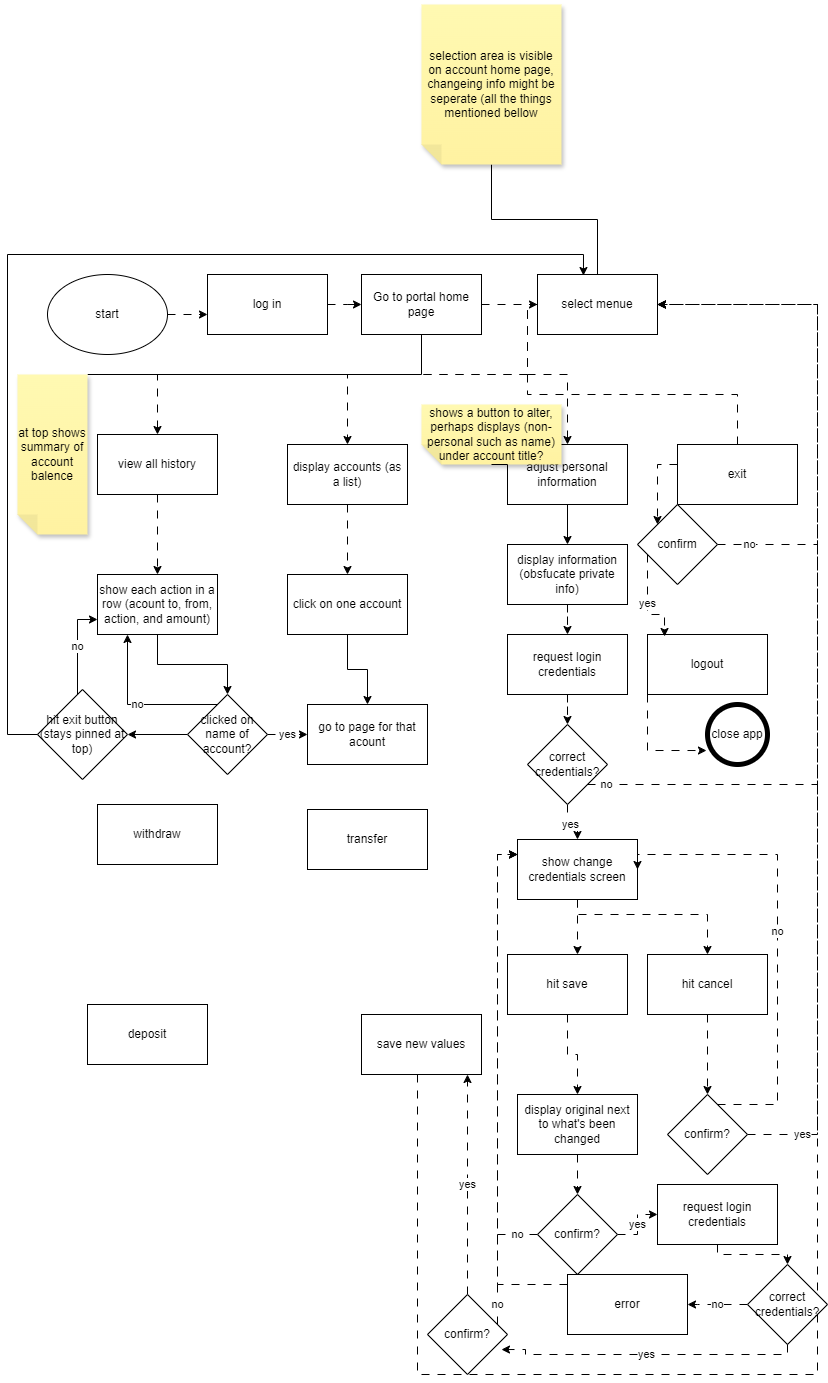 selection area is visible
on account home page,
changeing info might be
seperate (all the things
mentioned bellow
start
log in
Go to portal home
page
select menue
at top shows
summary of
account
balence
view all history
display accounts (as
a list)
shows a button to alter,
perhaps displays (non-
personal such as name)
under account title?
adjust personal
information
exit
confirm
no
yes
display information
(obsfucate private
info)
show each action in a
row (acount to, from,
action, and amount)
click on one account
request login
credentials
logout
no
no
hit exit button
(stays pinned at
top)
clicked on
name of
account?
yes
go to page for that
acount
close app
correct
credentials?
no
yes
withdraw
transfer
show change
credentials screen
no
hit save
hit cancel
deposit
save new values
display original next
to what's been
changed
confirm?
yes
yes
confirm?
no
yes
request login
credentials
error
no
correct
credentials?
no
confirm?
yes